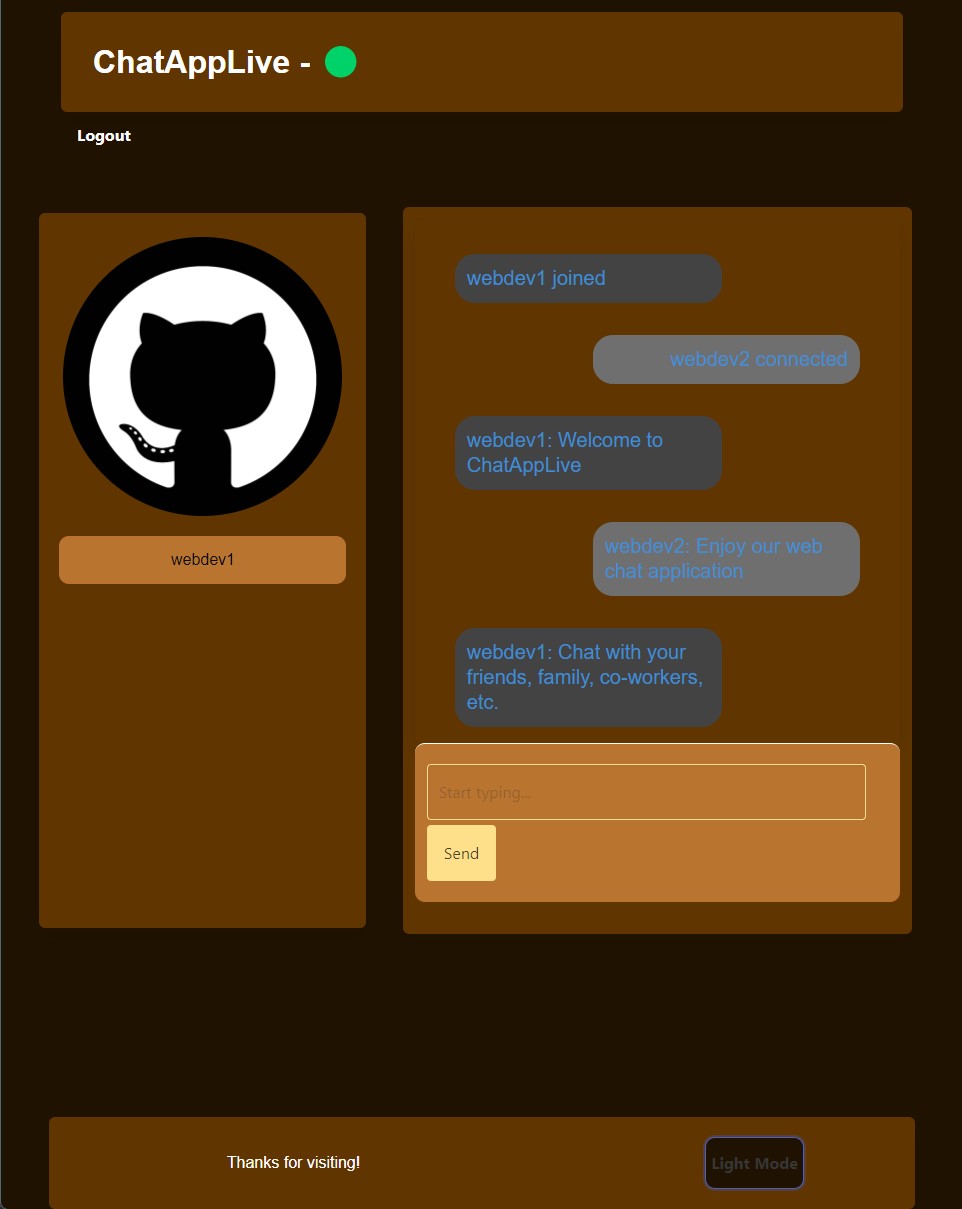 ChatAppLive -
Logout
webdev1
webdev1 joined
webdev2 connected
webdev1: Welcome to
ChatAppLive
webdev2: Enjoy our web
chat application
webdev1: Chat with your
friends, family, co-workers,
etc.
Start typing...
Send
Thanks for visiting!
Light Mode